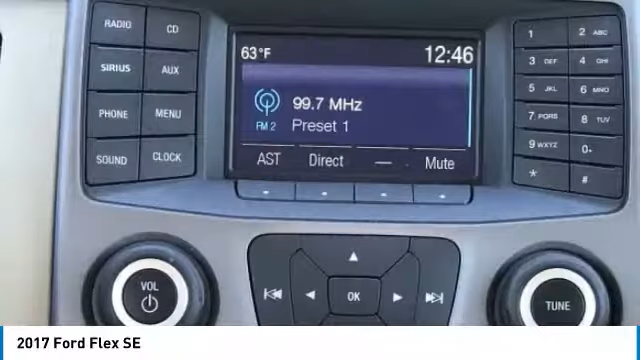 RADIO CD
SIRIUS AUX
PHONE MENU
SOUND CLOCK
63°F 12:46
99.7 MHz
FM 2 Preset 1
AST Direct — Mute
1 2 ABC
3 DEF 4 GHI
5 JKL 6 MNO
7 PQRS 8 TUV
9 WXYZ 0
* #
VOL
OK
TUNE
2017 Ford Flex SE